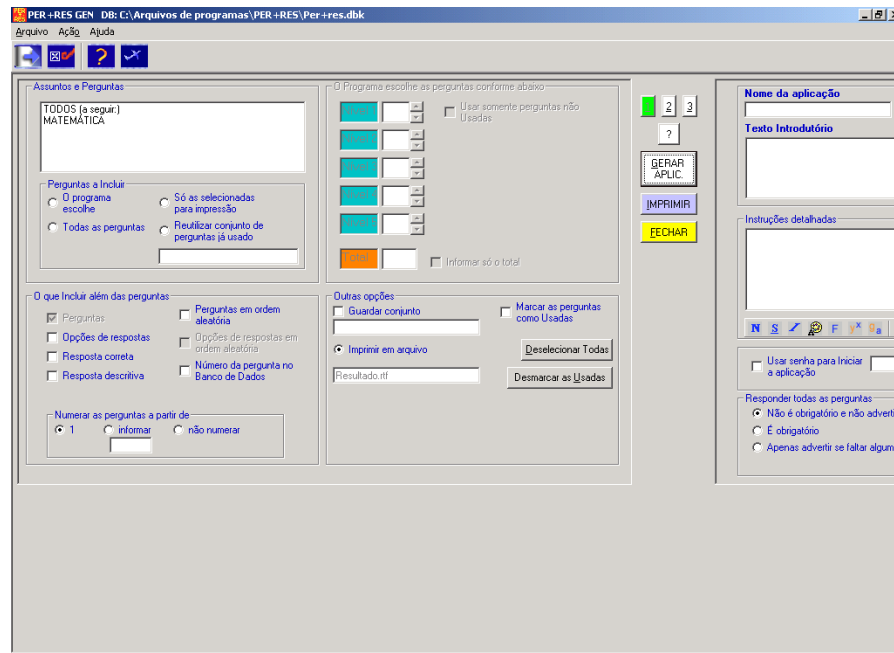 PER+RES GEN DB: C:\Arquivos de programas\PER+RES\Per+res.dbk
Arquivo Ação Ajuda
Assuntos e Perguntas
TODOS (a seguir:)
MATEMÁTICA
Perguntas a Incluir
O programa
escolhe
Só as selecionadas
para impressão
Todas as perguntas
Reutilizar conjunto de
perguntas já usado
O Programa escolhe as perguntas conforme abaixo
Usar somente perguntas não
Usadas
Total
Informar só o total
O que Incluir além das perguntas
Perguntas
Perguntas em ordem
aleatória
Opções de respostas
Opções de respostas em
ordem aleatória
Resposta correta
Resposta descritiva
Número da pergunta no
Banco de Dados
Numerar as perguntas a partir de
1
informar
não numerar
Outras opções
Guardar conjunto
Marcar as perguntas
como Usadas
Imprimir em arquivo
Deselecionar Todas
Resultado.rtf
Desmarcar as Usadas
2 3
?
GERAR
APLIC.
IMPRIMIR
FECHAR
Nome da aplicação
Texto Introdutório
Instruções detalhadas
N S I F
Usar senha para Iniciar
a aplicação
Responder todas as perguntas
Não é obrigatório e não adverti
É obrigatório
Apenas advertir se faltar algum